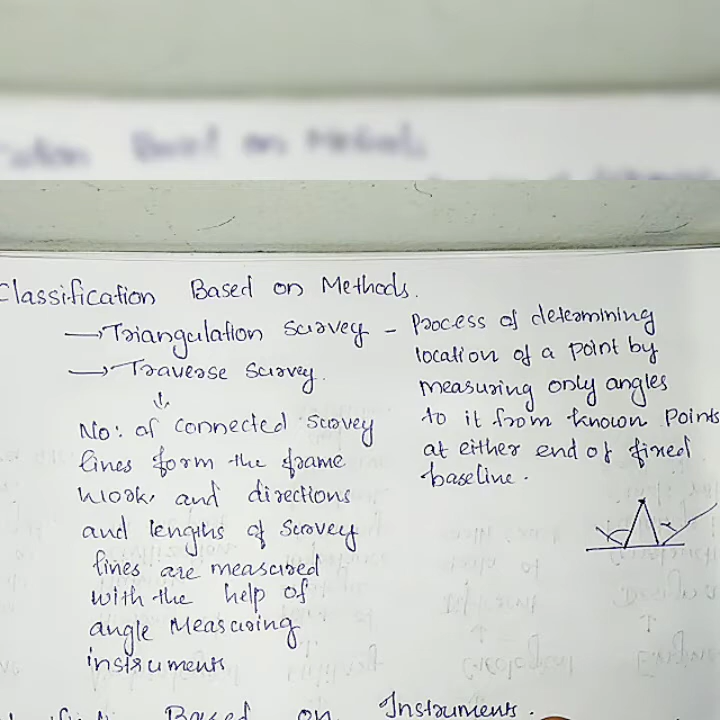 Classification Based on Methods.
→ Triangulation survey – Process of determining
location of a point by
measuring only angles
to it from known Points
at either end of fixed
baseline.
→ Traverse survey.
↓
No: of connected survey
lines form the frame
work, and directions
and lengths of survey
lines are measured
with the help of
angle Measuring
instruments
Based on Instruments.